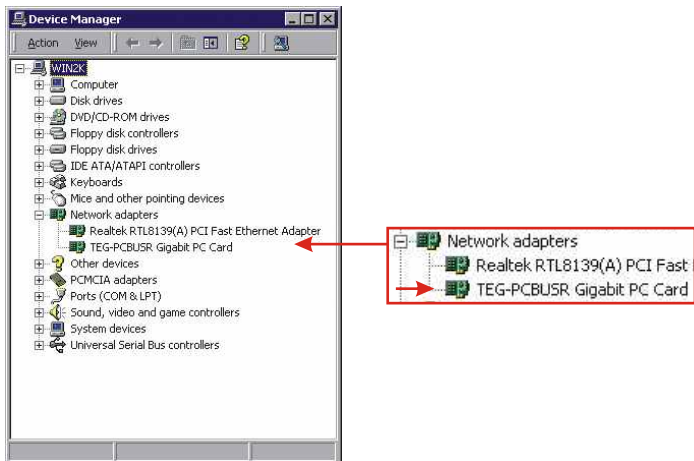 Device Manager
Action View
WIN2K
Computer
Disk drives
DVD/CD-ROM drives
Floppy disk controllers
Floppy disk drives
IDE ATA/ATAPI controllers
Keyboards
Mice and other pointing devices
Network adapters
Realtek RTL8139(A) PCI Fast Ethernet Adapter
TEG-PCBUSR Gigabit PC Card
Other devices
PCMCIA adapters
Ports (COM & LPT)
Sound, video and game controllers
System devices
Universal Serial Bus controllers
Network adapters
Realtek RTL8139(A) PCI Fast
TEG-PCBUSR Gigabit PC Card